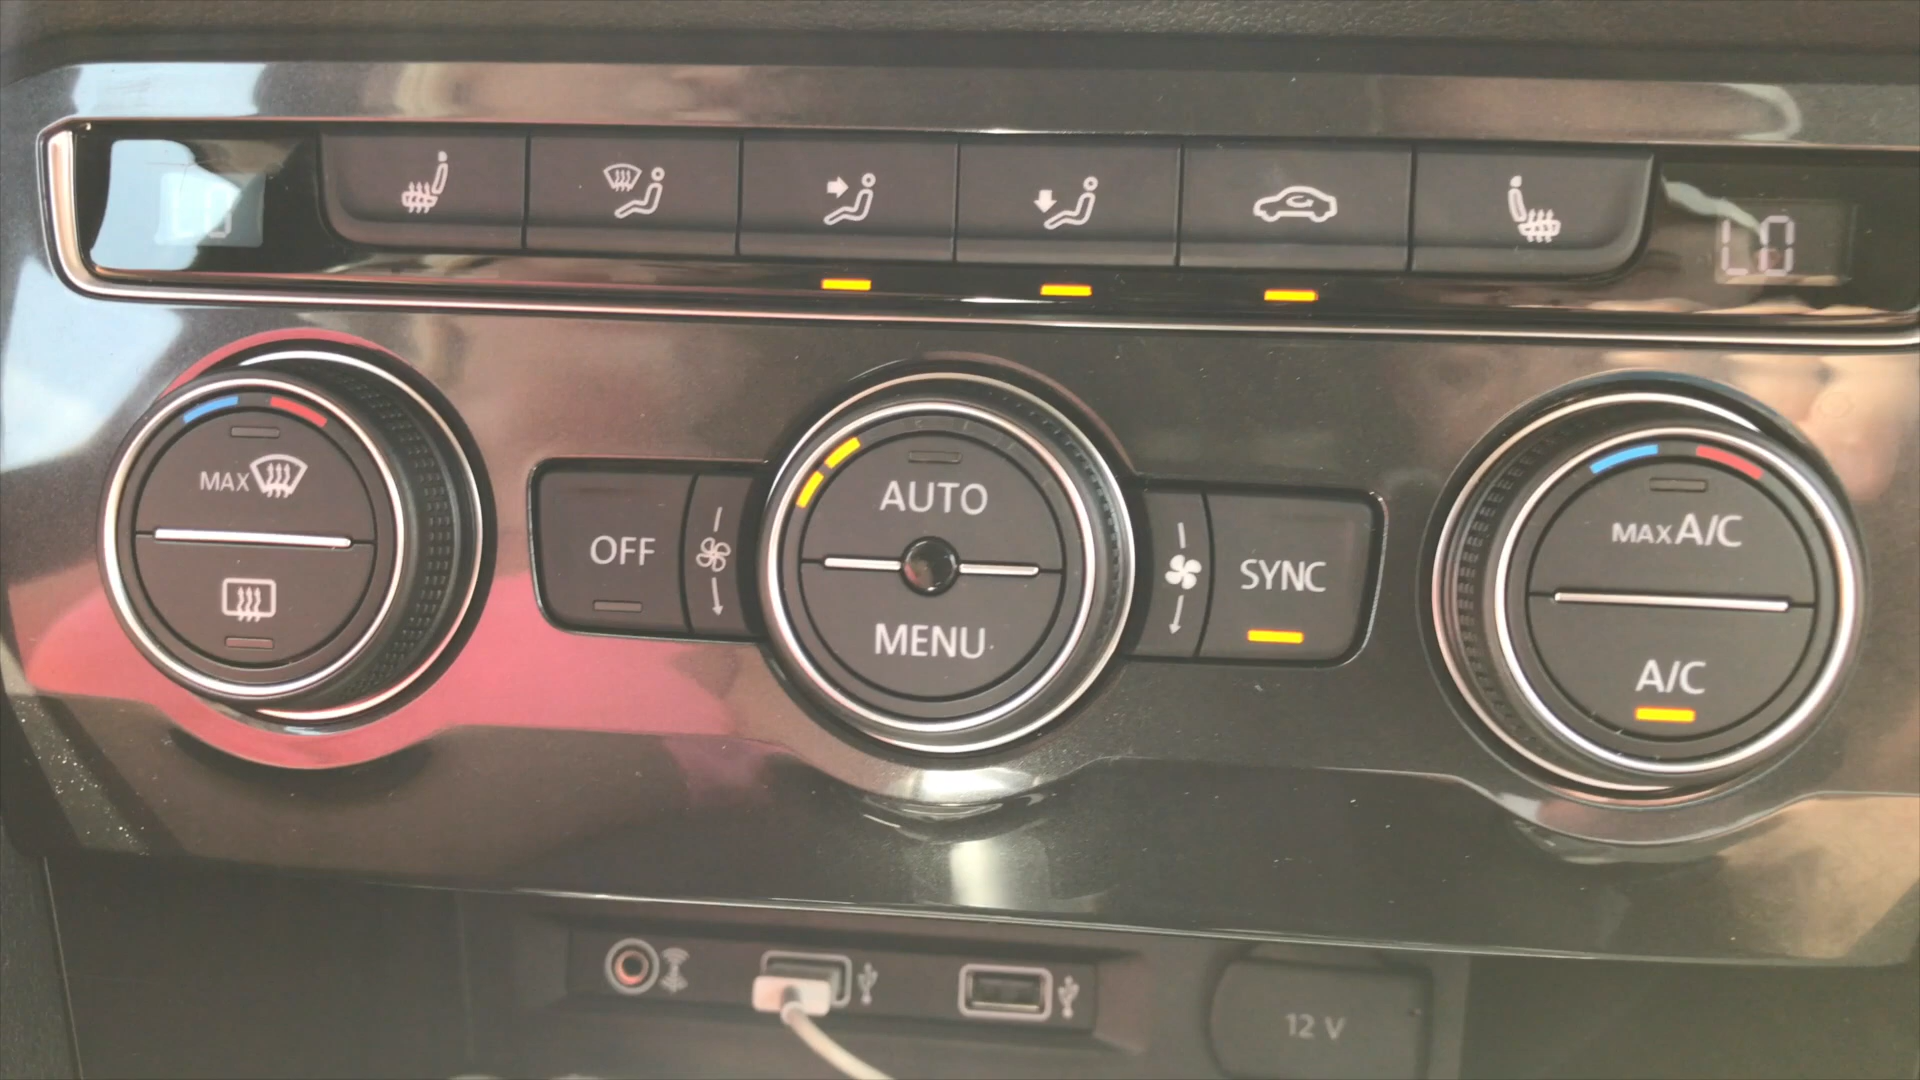 LO
MAX
OFF
AUTO
MENU
SYNC
MAX A/C
A/C
12 V